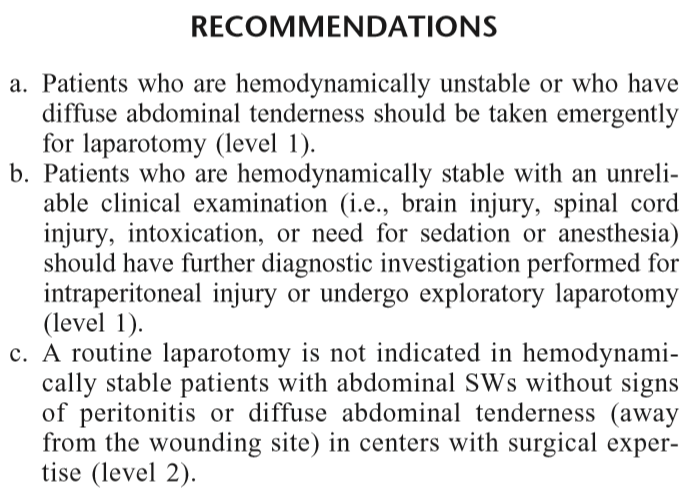 RECOMMENDATIONS
a. Patients who are hemodynamically unstable or who have
diffuse abdominal tenderness should be taken emergently
for laparotomy (level 1).
b. Patients who are hemodynamically stable with an unreli-
able clinical examination (i.e., brain injury, spinal cord
injury, intoxication, or need for sedation or anesthesia)
should have further diagnostic investigation performed for
intraperitoneal injury or undergo exploratory laparotomy
(level 1).
c. A routine laparotomy is not indicated in hemodynami-
cally stable patients with abdominal SWs without signs
of peritonitis or diffuse abdominal tenderness (away
from the wounding site) in centers with surgical exper-
tise (level 2).